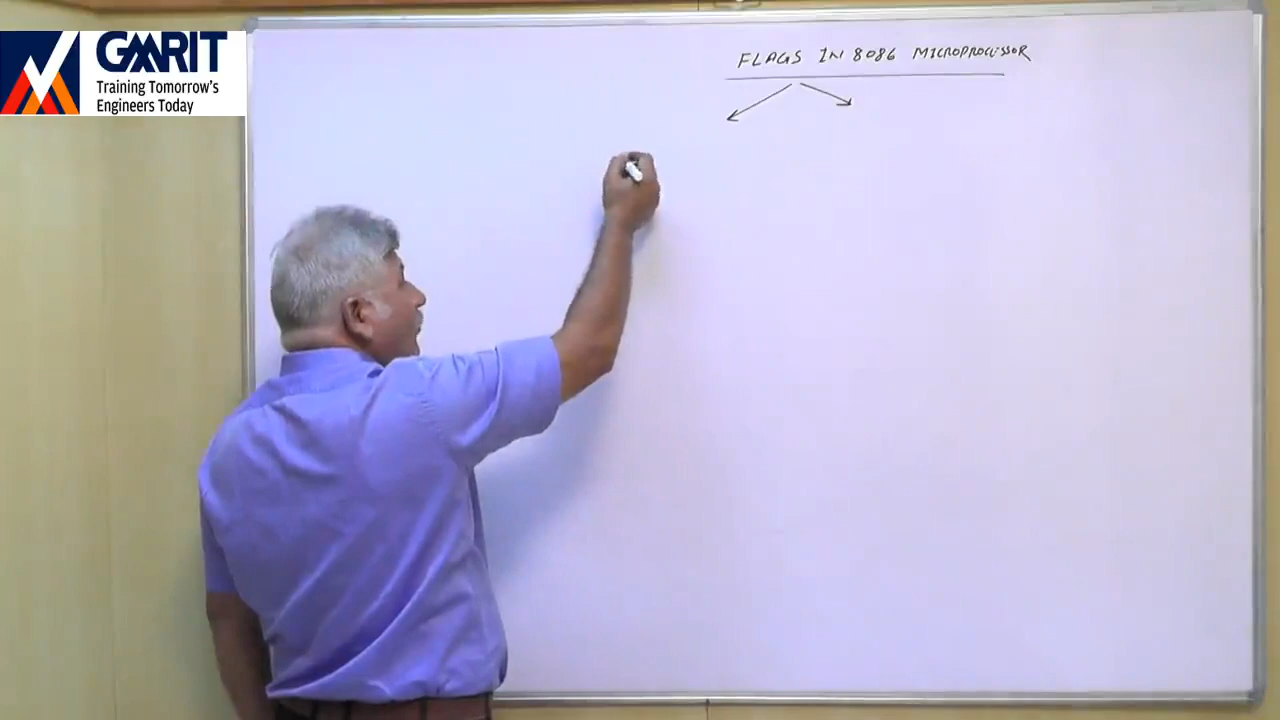 GMRIT
Training Tomorrow's
Engineers Today
FLAGS IN 8086 MICROPROCESSOR